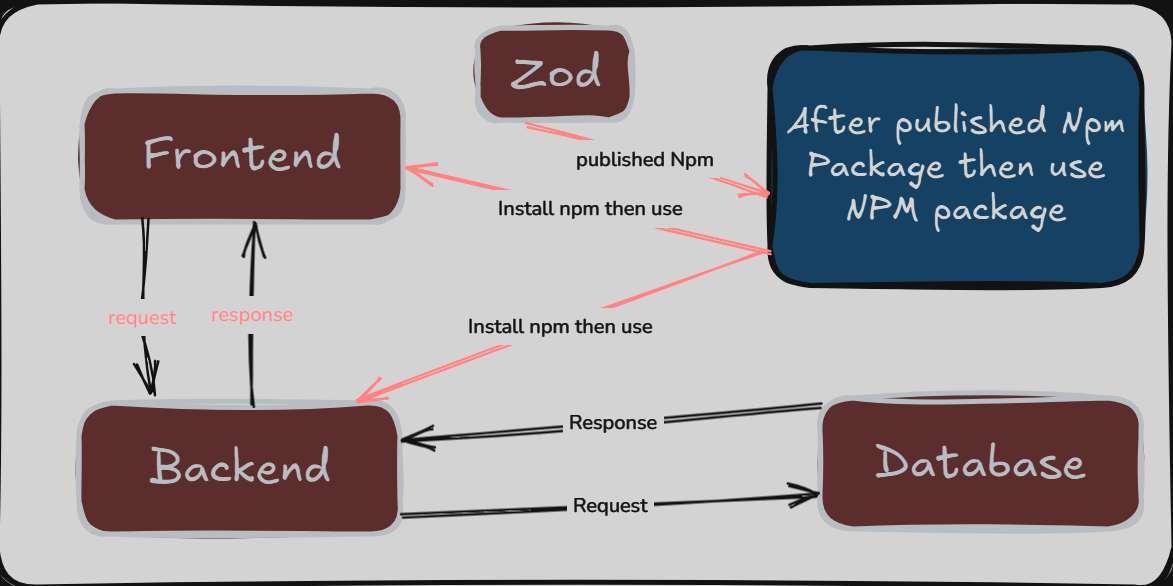 Zod
After published Npm
Package then use
NPM package
Frontend
published Npm
Install npm then use
request
response
Install npm then use
Response
Backend
Database
Request